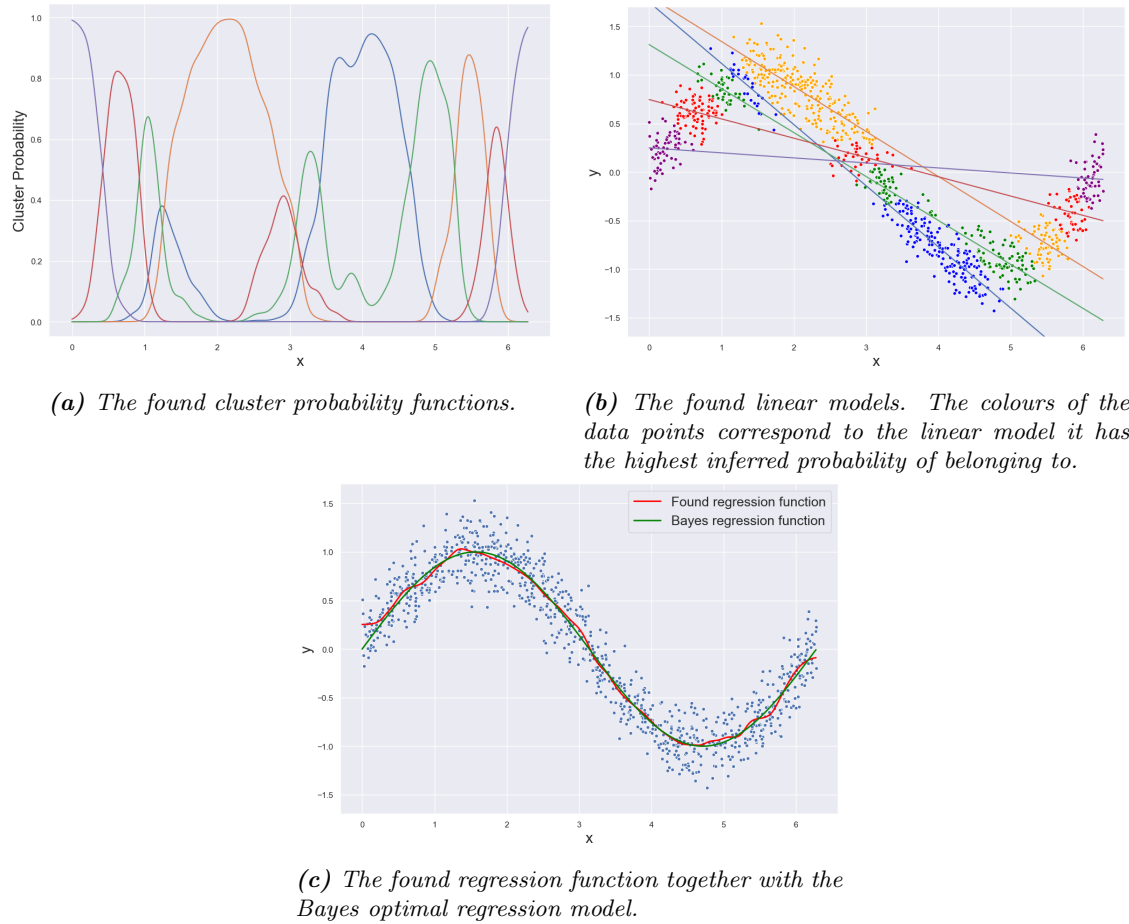 1.0
0.8
0.6
0.4
0.2
0.0
Cluster Probability
0 1 2 3 4 5 6
x
(a) The found cluster probability functions.
1.5
1.0
0.5
0.0
−0.5
−1.0
−1.5
y
0 1 2 3 4 5 6
x
(b) The found linear models. The colours of the
data points correspond to the linear model it has
the highest inferred probability of belonging to.
Found regression function
Bayes regression function
1.5
1.0
0.5
0.0
−0.5
−1.0
−1.5
y
0 1 2 3 4 5 6
x
(c) The found regression function together with the
Bayes optimal regression model.